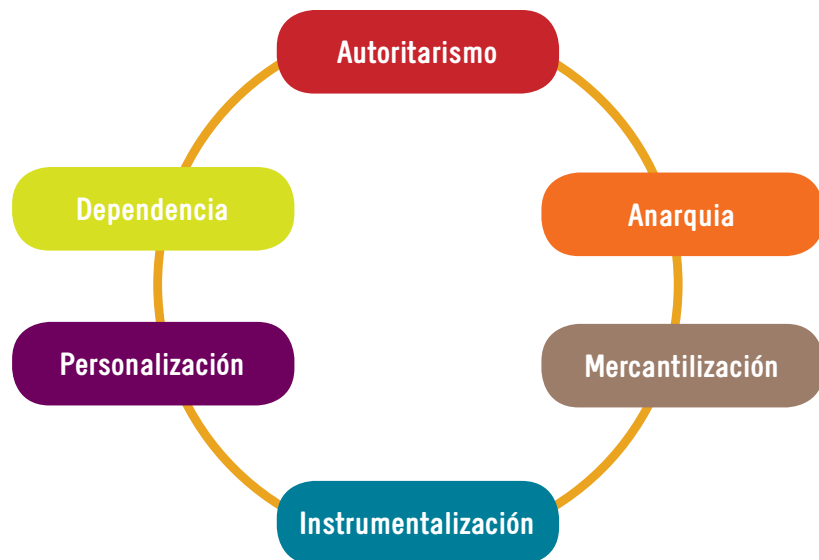 Autoritarismo
Dependencia
Anarquia
Personalización
Mercantilización
Instrumentalización